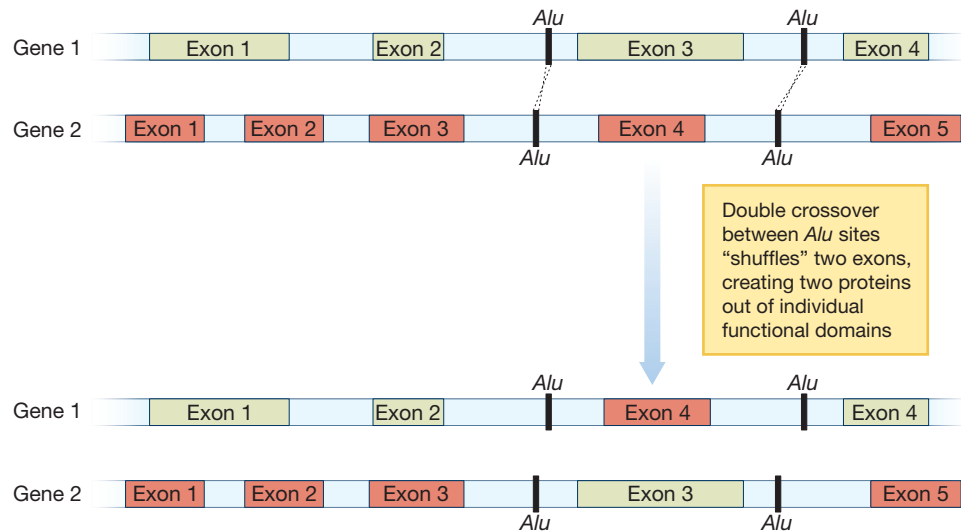 Alu Alu
Gene 1 Exon 1 Exon 2 Exon 3 Exon 4
Gene 2 Exon 1 Exon 2 Exon 3 Exon 4 Exon 5
Alu Alu
Double crossover
between Alu sites
“shuffles” two exons,
creating two proteins
out of individual
functional domains
Alu Alu
Gene 1 Exon 1 Exon 2 Exon 4 Exon 4
Gene 2 Exon 1 Exon 2 Exon 3 Exon 3 Exon 5
Alu Alu